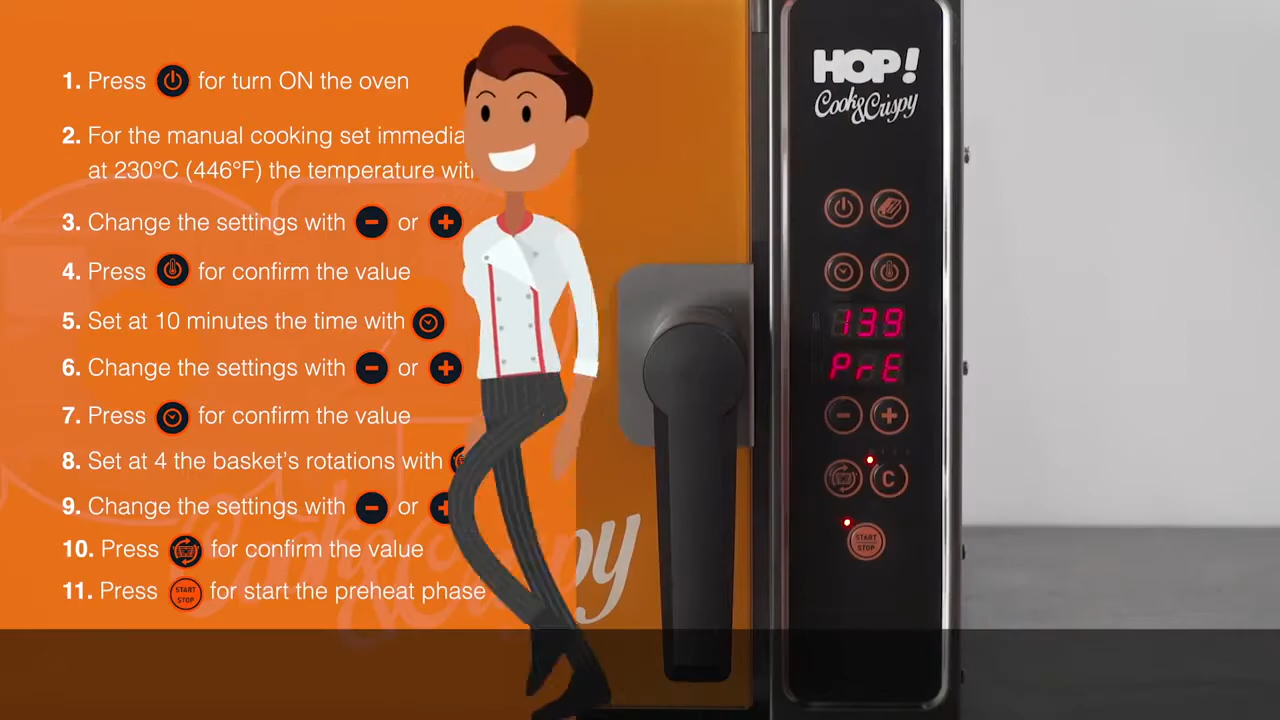 1. Press for turn ON the oven
2. For the manual cooking set
at 230°C (446°F) the temperature
3. Change the settings with or
4. Press for confirm the value
5. Set at 10 minutes the time with
6. Change the settings with or
7. Press for confirm the value
8. Set at 4 the basket's rotations with
9. Change the settings with or
10. Press for confirm the value
11. Press START STOP for start the preheat phase
HOP!
Cook&Crispy
139
PrE
C
START
STOP